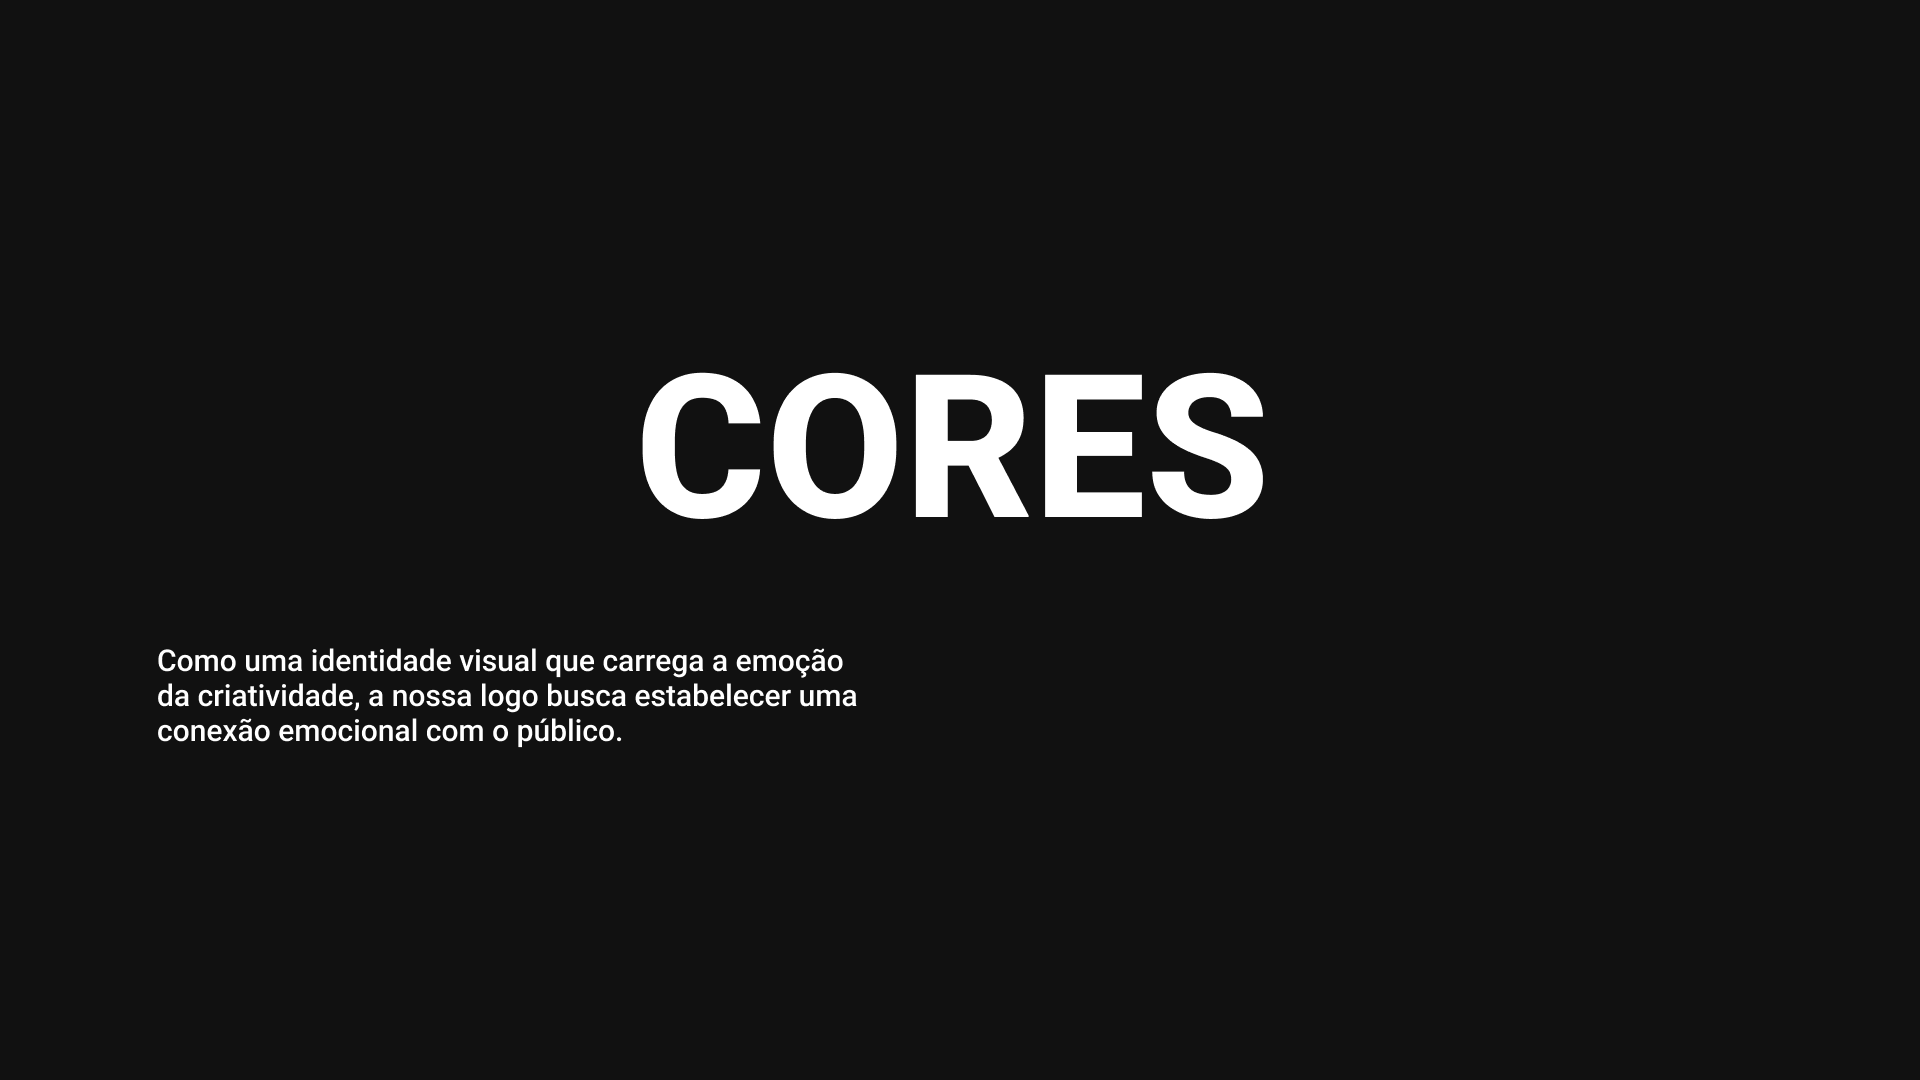 CORES
Como uma identidade visual que carrega a emoção
da criatividade, a nossa logo busca estabelecer uma
conexão emocional com o público.